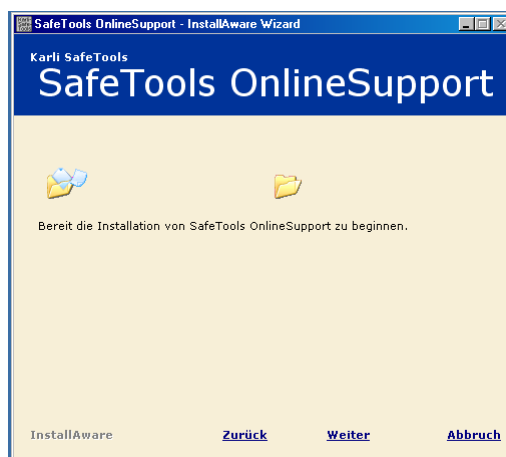 SafeTools OnlineSupport - InstallAware Wizard
Karli SafeTools
SafeTools OnlineSupport
Bereit die Installation von SafeTools OnlineSupport zu beginnen.
InstallAware
Zurück Weiter Abbruch